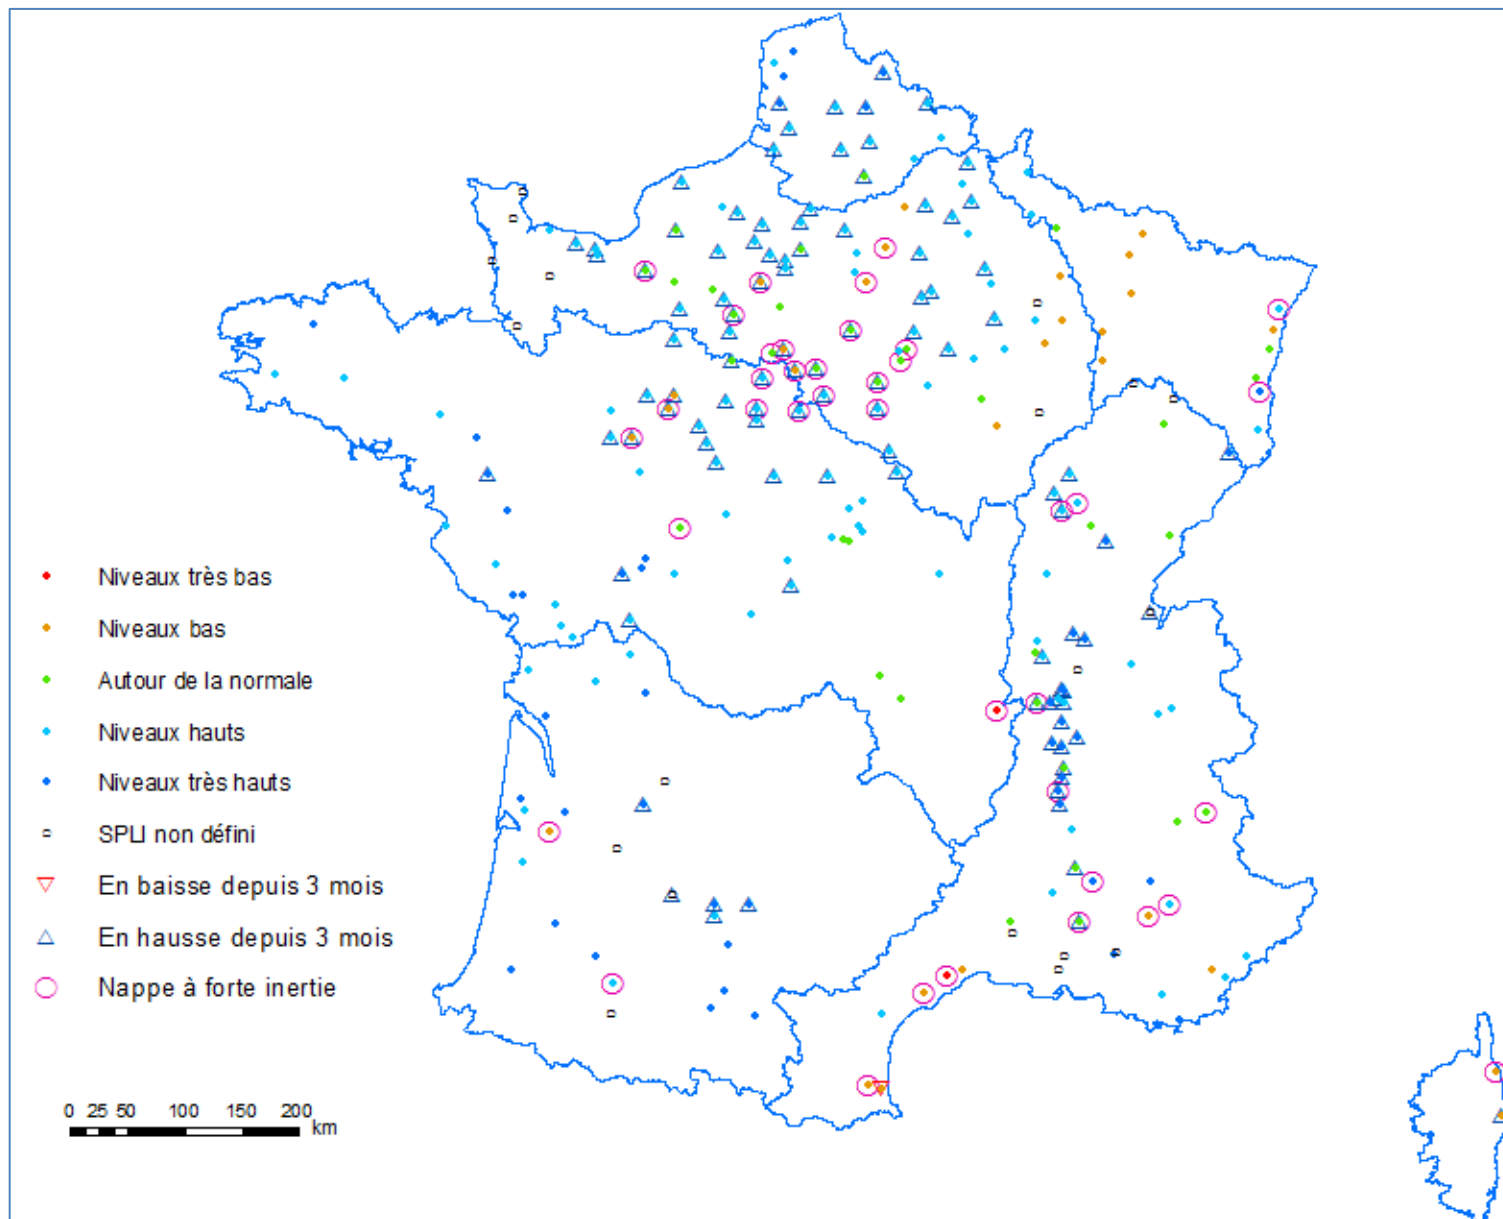 Niveaux très bas
Niveaux bas
Autour de la normale
Niveaux hauts
Niveaux très hauts
SPLI non défini
En baisse depuis 3 mois
En hausse depuis 3 mois
Nappe à forte inertie
0 25 50 100 150 200
km